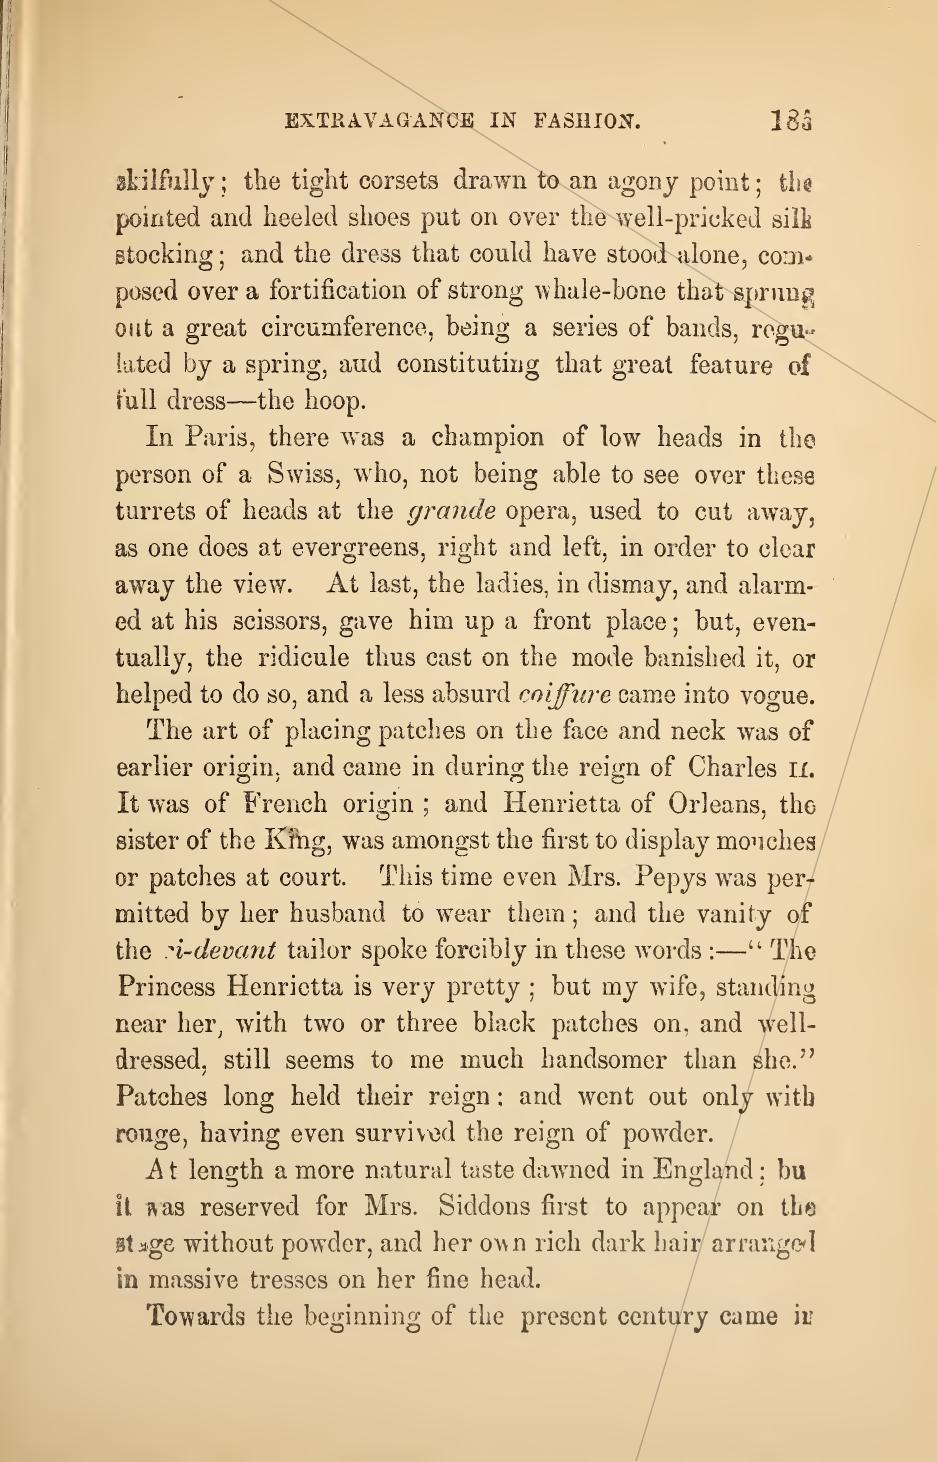 EXTRAVAGANCE IN FASHION.
skilfully; the tight corsets drawn to an agony point; the
pointed and heeled shoes put on over the well-pricked silk
stocking; and the dress that could have stood alone, com-
posed over a fortification of strong whale-bone that sprung
out a great circumference, being a series of bands, regu-
lated by a spring, aud constituting that great feature of
full dress—the hoop.
In Paris, there was a champion of low heads in the
person of a Swiss, who, not being able to see over these
turrets of heads at the grande opera, used to cut away,
as one does at evergreens, right and left, in order to clear
away the view. At last, the ladies, in dismay, and alarm-
ed at his scissors, gave him up a front place; but, even-
tually, the ridicule thus cast on the mode banished it, or
helped to do so, and a less absurd coiffure came into vogue.
The art of placing patches on the face and neck was of
earlier origin, and came in during the reign of Charles II.
It was of French origin; and Henrietta of Orleans, the
sister of the King, was amongst the first to display mouches
or patches at court. This time even Mrs. Pepys was per-
mitted by her husband to wear them; and the vanity of
the ci-devant tailor spoke forcibly in these words:—“The
Princess Henrietta is very pretty; but my wife, standing
near her, with two or three black patches on, and well-
dressed, still seems to me much handsomer than she.”
Patches long held their reign; and went out only with
rouge, having even survived the reign of powder.
At length a more natural taste dawned in England; bu
it was reserved for Mrs. Siddons first to appear on the
stage without powder, and her own rich dark hair arranged
in massive tresses on her fine head.
Towards the beginning of the present century came in